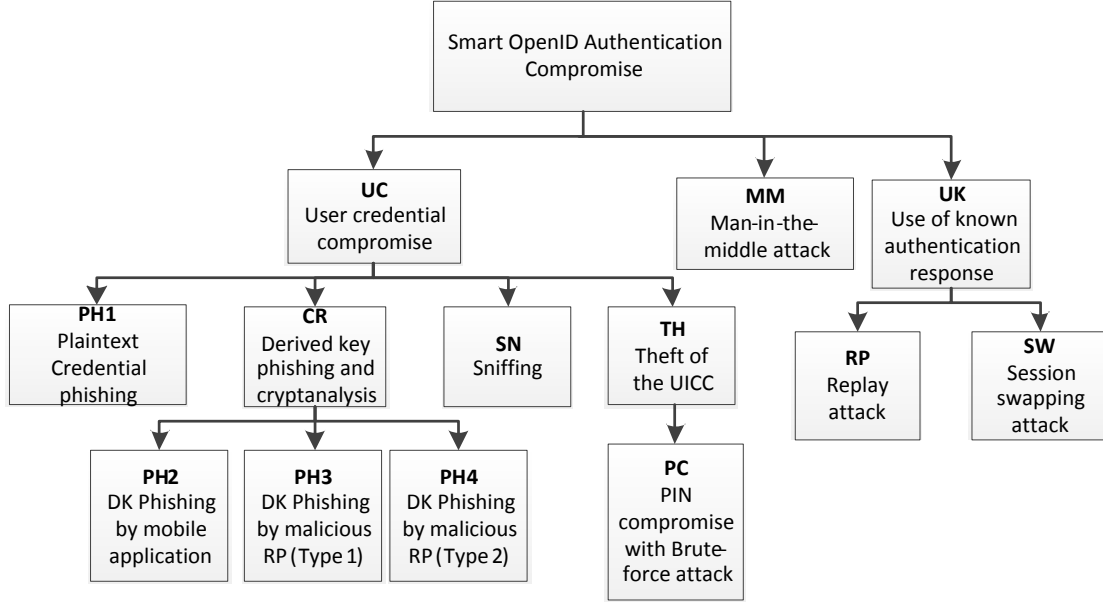 Smart OpenID Authentication
Compromise
UC
User credential
compromise
MM
Man-in-the-
middle attack
UK
Use of known
authentication
response
PH1
Plaintext
Credential
phishing
CR
Derived key
phishing and
cryptanalysis
SN
Sniffing
TH
Theft of
the UICC
RP
Replay
attack
SW
Session
swapping
attack
PH2
DK Phishing
by mobile
application
PH3
DK Phishing
by malicious
RP (Type 1)
PH4
DK Phishing
by malicious
RP (Type 2)
PC
PIN
compromise
with Brute-
force attack